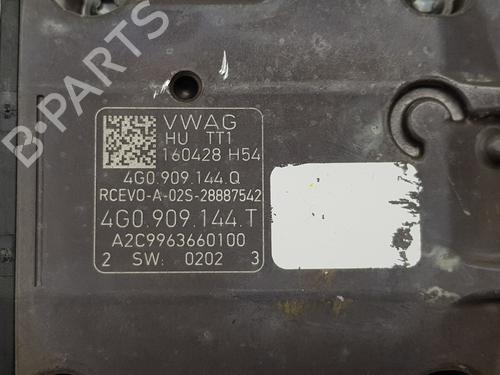 VWAG
HU TT1
160428 H54
4G0.909.144.Q
RCEVO-A-02S-28887542
4G0.909.144.T
A2C9963660100
2 SW: 0202 3
B-PARTS